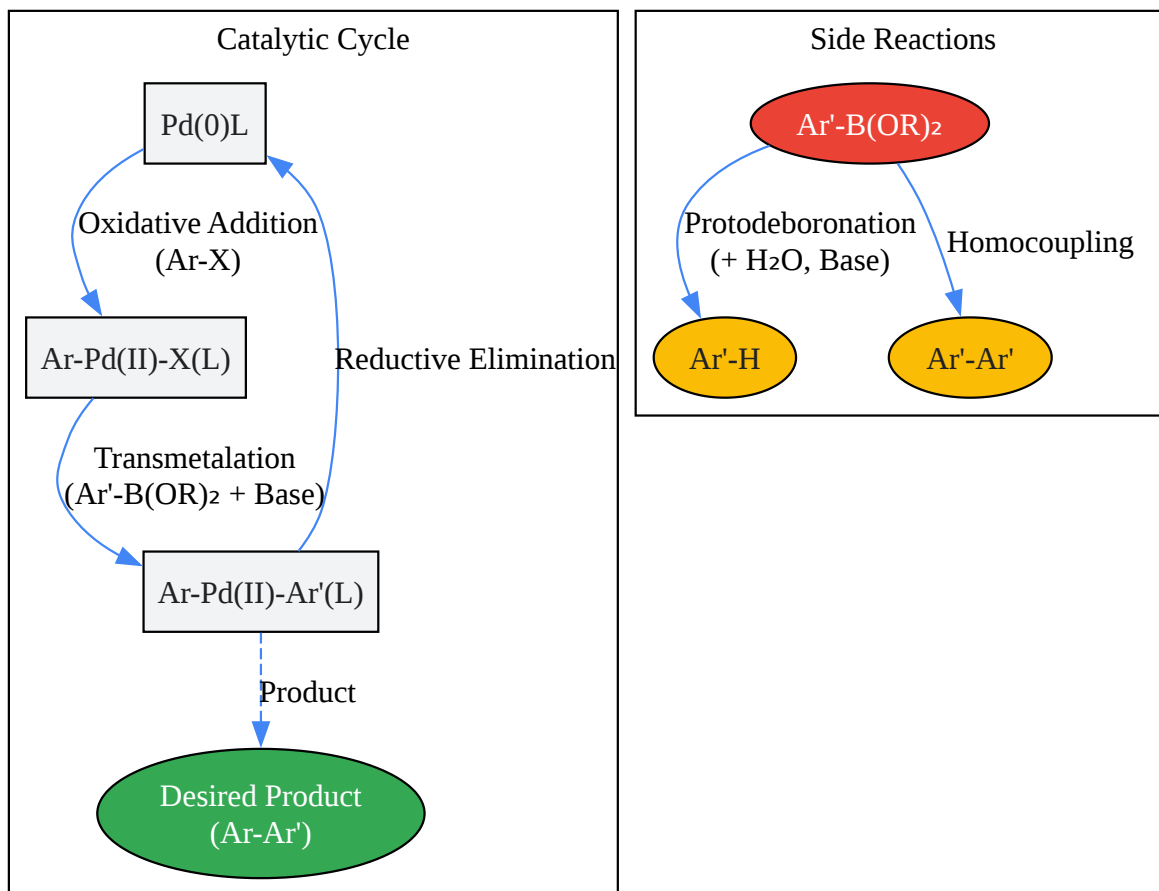 Catalytic Cycle
Pd(0)L
Oxidative Addition
(Ar-X)
Ar-Pd(II)-X(L)
Reductive Elimination
Transmetalation
(Ar'-B(OR)₂ + Base)
Ar-Pd(II)-Ar'(L)
Product
Desired Product
(Ar-Ar')
Side Reactions
Ar'-B(OR)₂
Protodeboronation
(+ H₂O, Base)
Homocoupling
Ar'-H
Ar'-Ar'